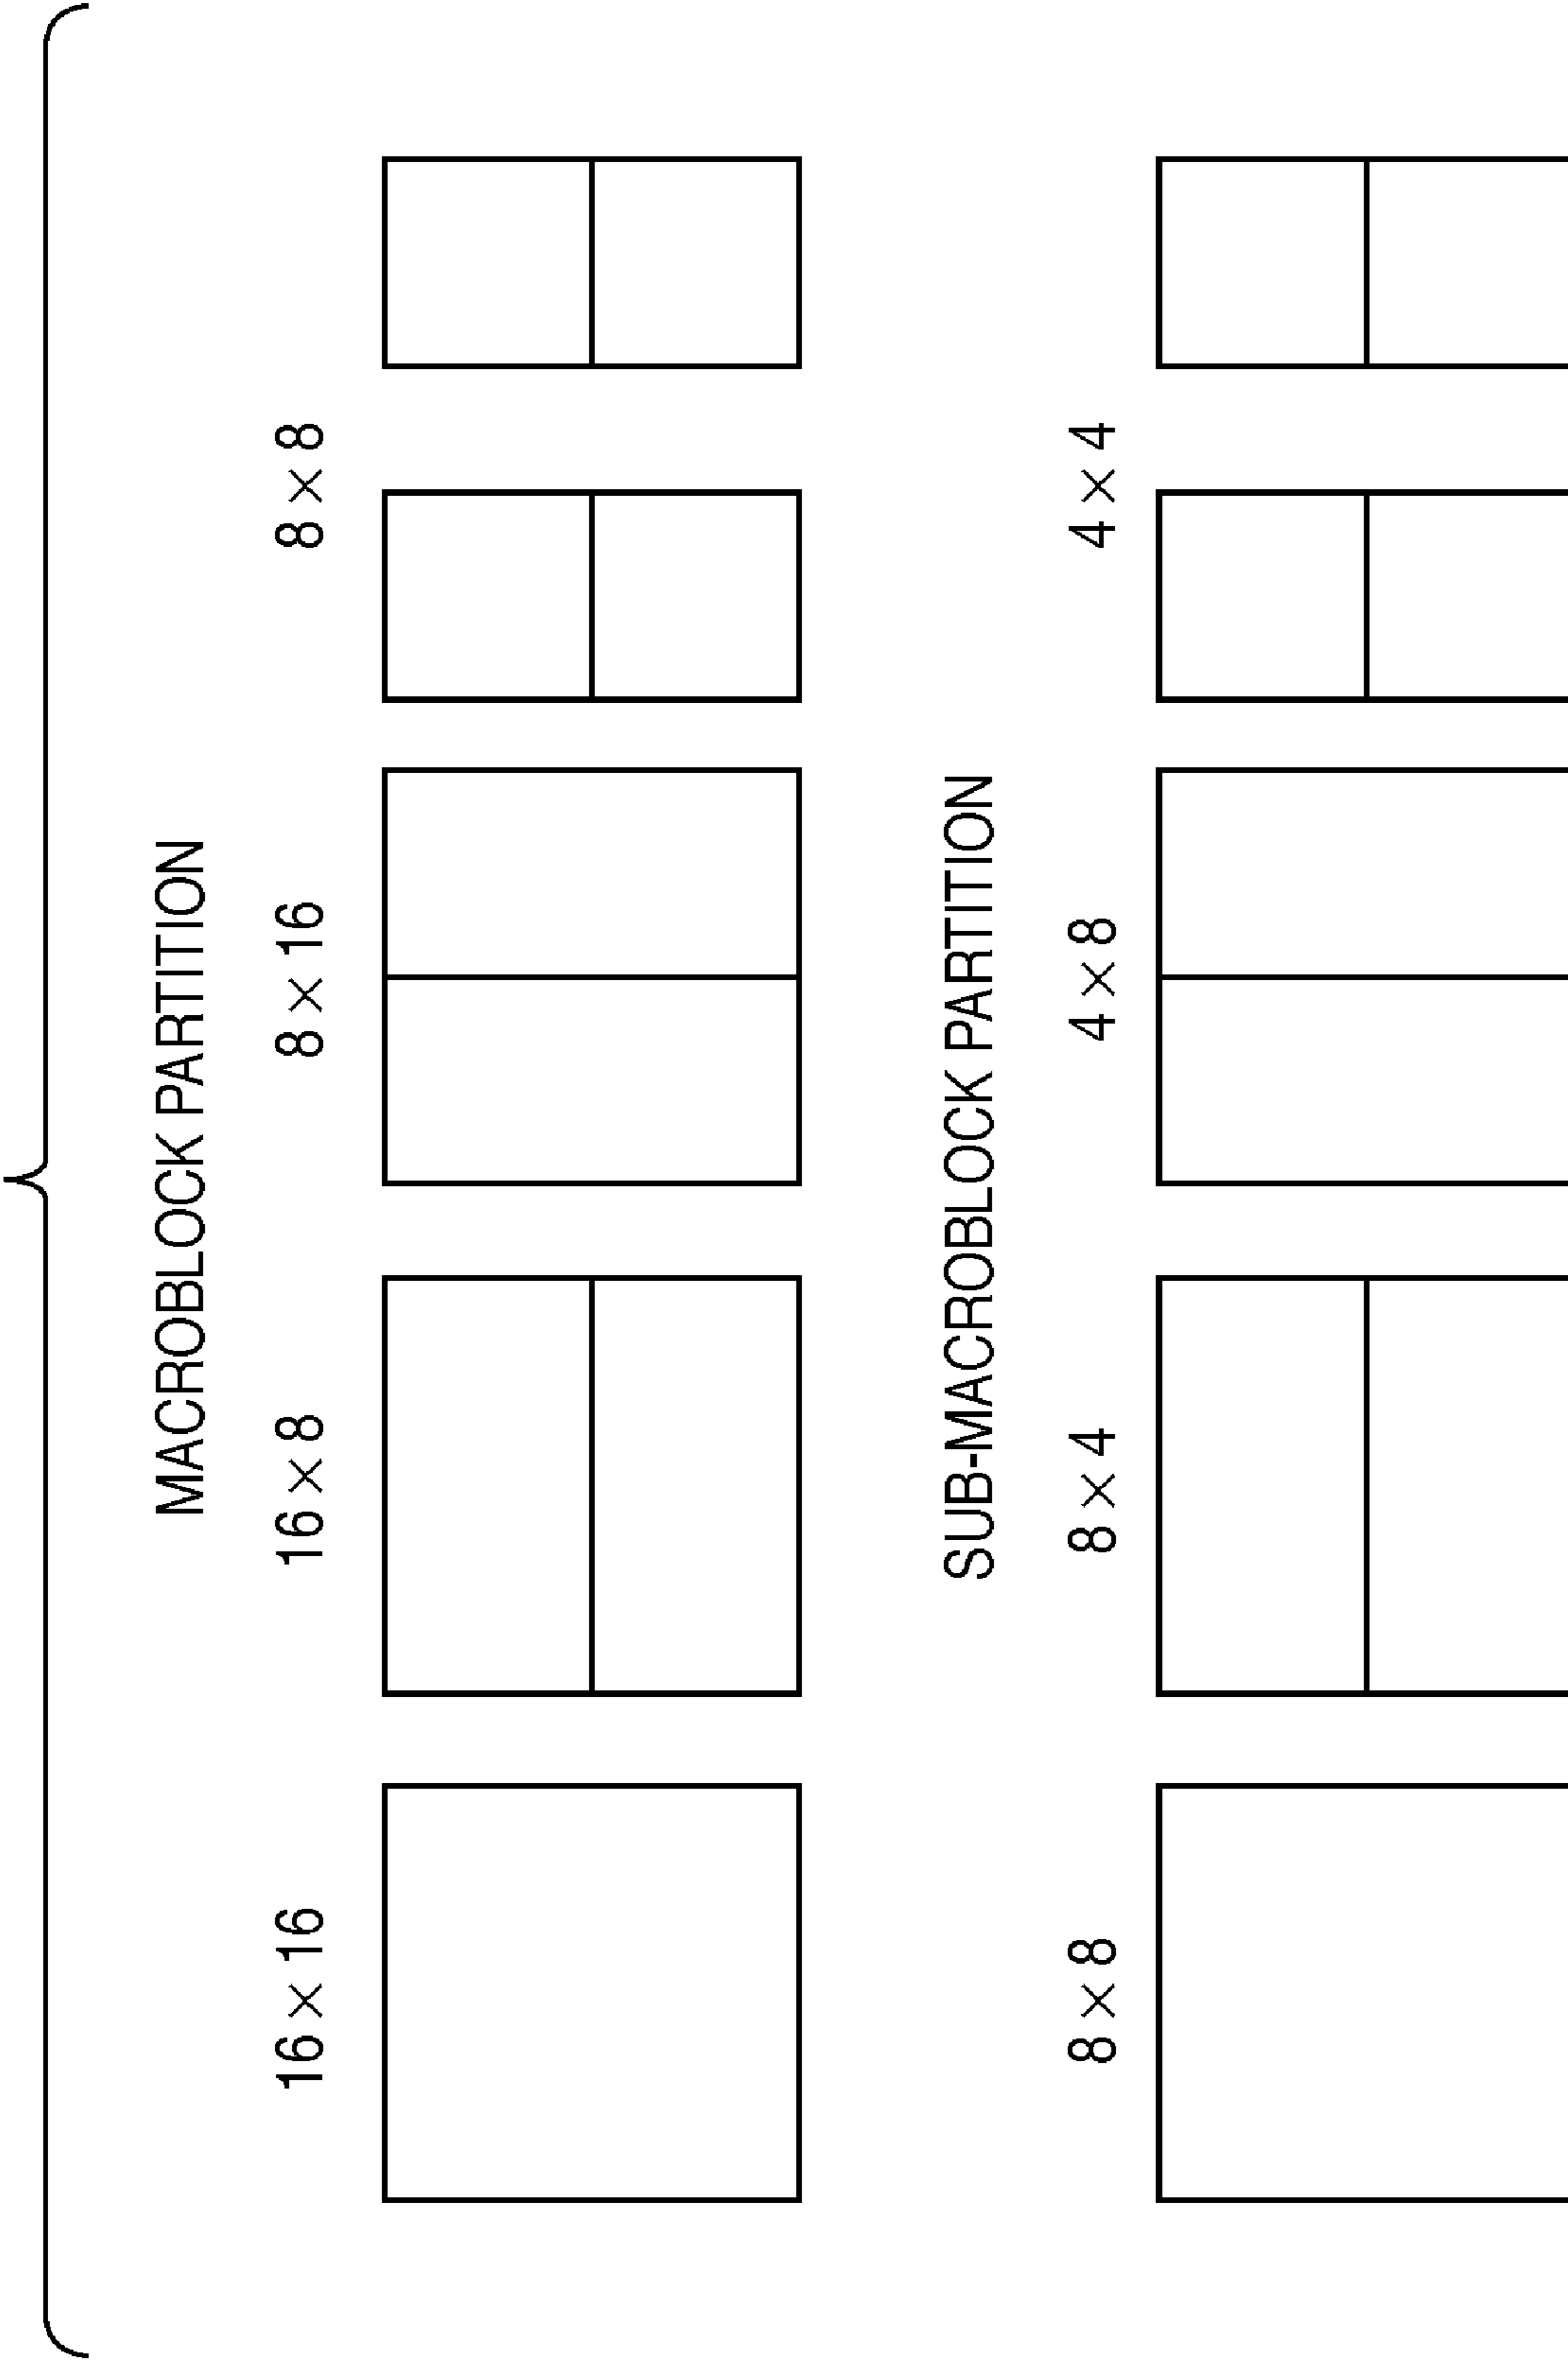 MACROBLOCK PARTITION
16 × 16
16 × 8
8 × 16
8 × 8
SUB-MACROBLOCK PARTITION
8 × 8
8 × 4
4 × 8
4 × 4